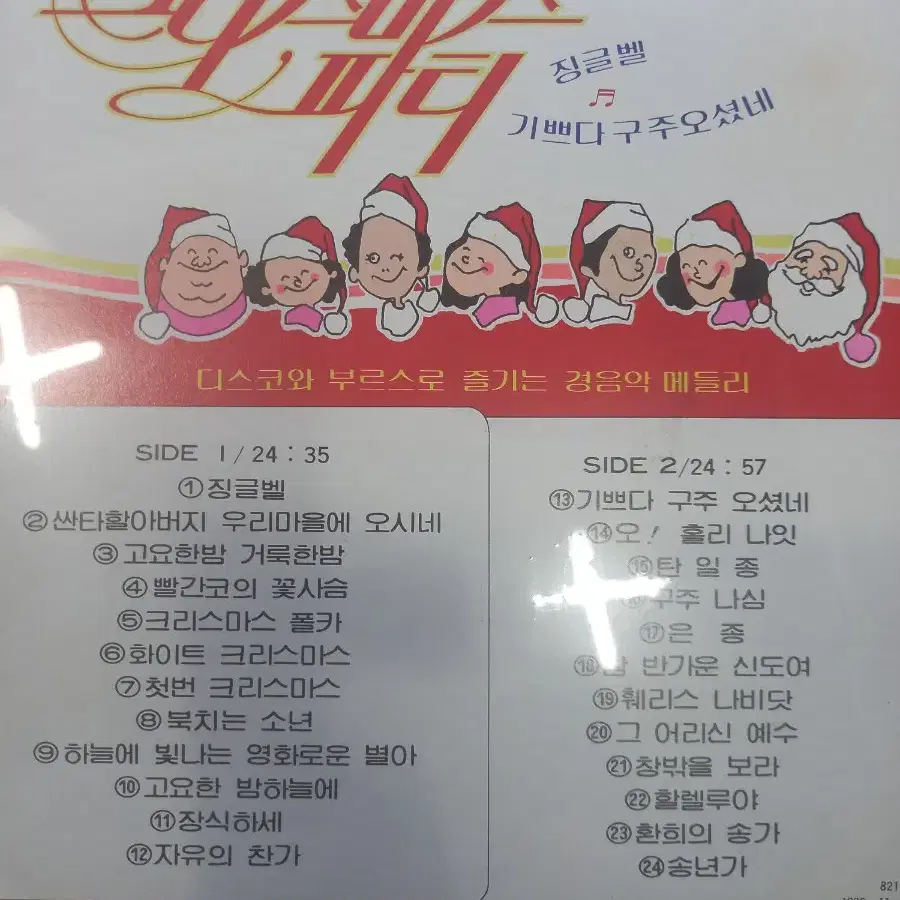 파티
징글벨
기쁘다 구주오셨네
디스코와 부르스로 즐기는 경음악 메들리
SIDE 1/24 : 35
①징글벨
②싼타할아버지 우리마을에 오시네
③고요한밤 거룩한밤
④빨간코의 꽃사슴
⑤크리스마스 폴카
⑥화이트 크리스마스
⑦첫번 크리스마스
⑧북치는 소년
⑨하늘에 빛나는 영화로운 별아
⑩고요한 밤하늘에
⑪장식하세
⑫자유의 찬가
SIDE 2/24 : 57
⑬기쁘다 구주 오셨네
⑭오! 홀리 나잇
⑮탄 일 종
구주 나심
⑰은 종
⑱ 반가운 신도여
⑲훼리스 나비닷
⑳그 어리신 예수
㉑창밖을 보라
㉒할렐루야
㉓환희의 송가
㉔송년가
821